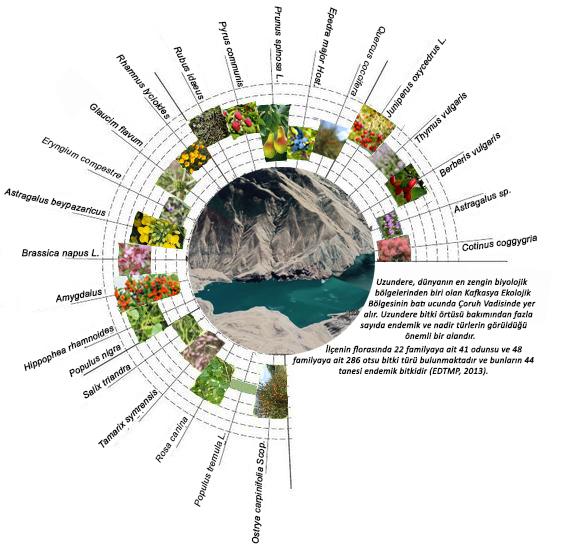 Ostrya carpinifolia Scop.
Populus tremula L.
Rosa canina
Tamarix symrensis
Salix triandra
Populus nigra
Hippophea rhamnoides
Amygdalus
Brassica napus L.
Astragalus beypazaricus
Eryngium compestre
Glaucim flavum
Rhamnus lycioides
Rubus idaeus
Pyrus communis
Prunus spinosa L.
Epedra major Host.
Quercus coccifera
Juniperus oxycedrus L.
Thymus vulgaris
Berberis vulgaris
Astragalus sp.
Cotinus coggygria
Uzundere, dünyanın en zengin biyolojik
bölgelerinden biri olan Kafkasya Ekolojik
Bölgesinin batı ucunda Çoruh Vadisinde yer
alır. Uzundere bitki örtüsü bakımından fazla
sayıda endemik ve nadir türlerin görüldüğü
önemli bir alandır.
İlçenin florasında 22 familyaya ait 41 odunsu ve 48
familyaya ait 286 otsu bitki türü bulunmaktadır ve bunların 44
tanesi endemik bitkidir (EDTMP, 2013).